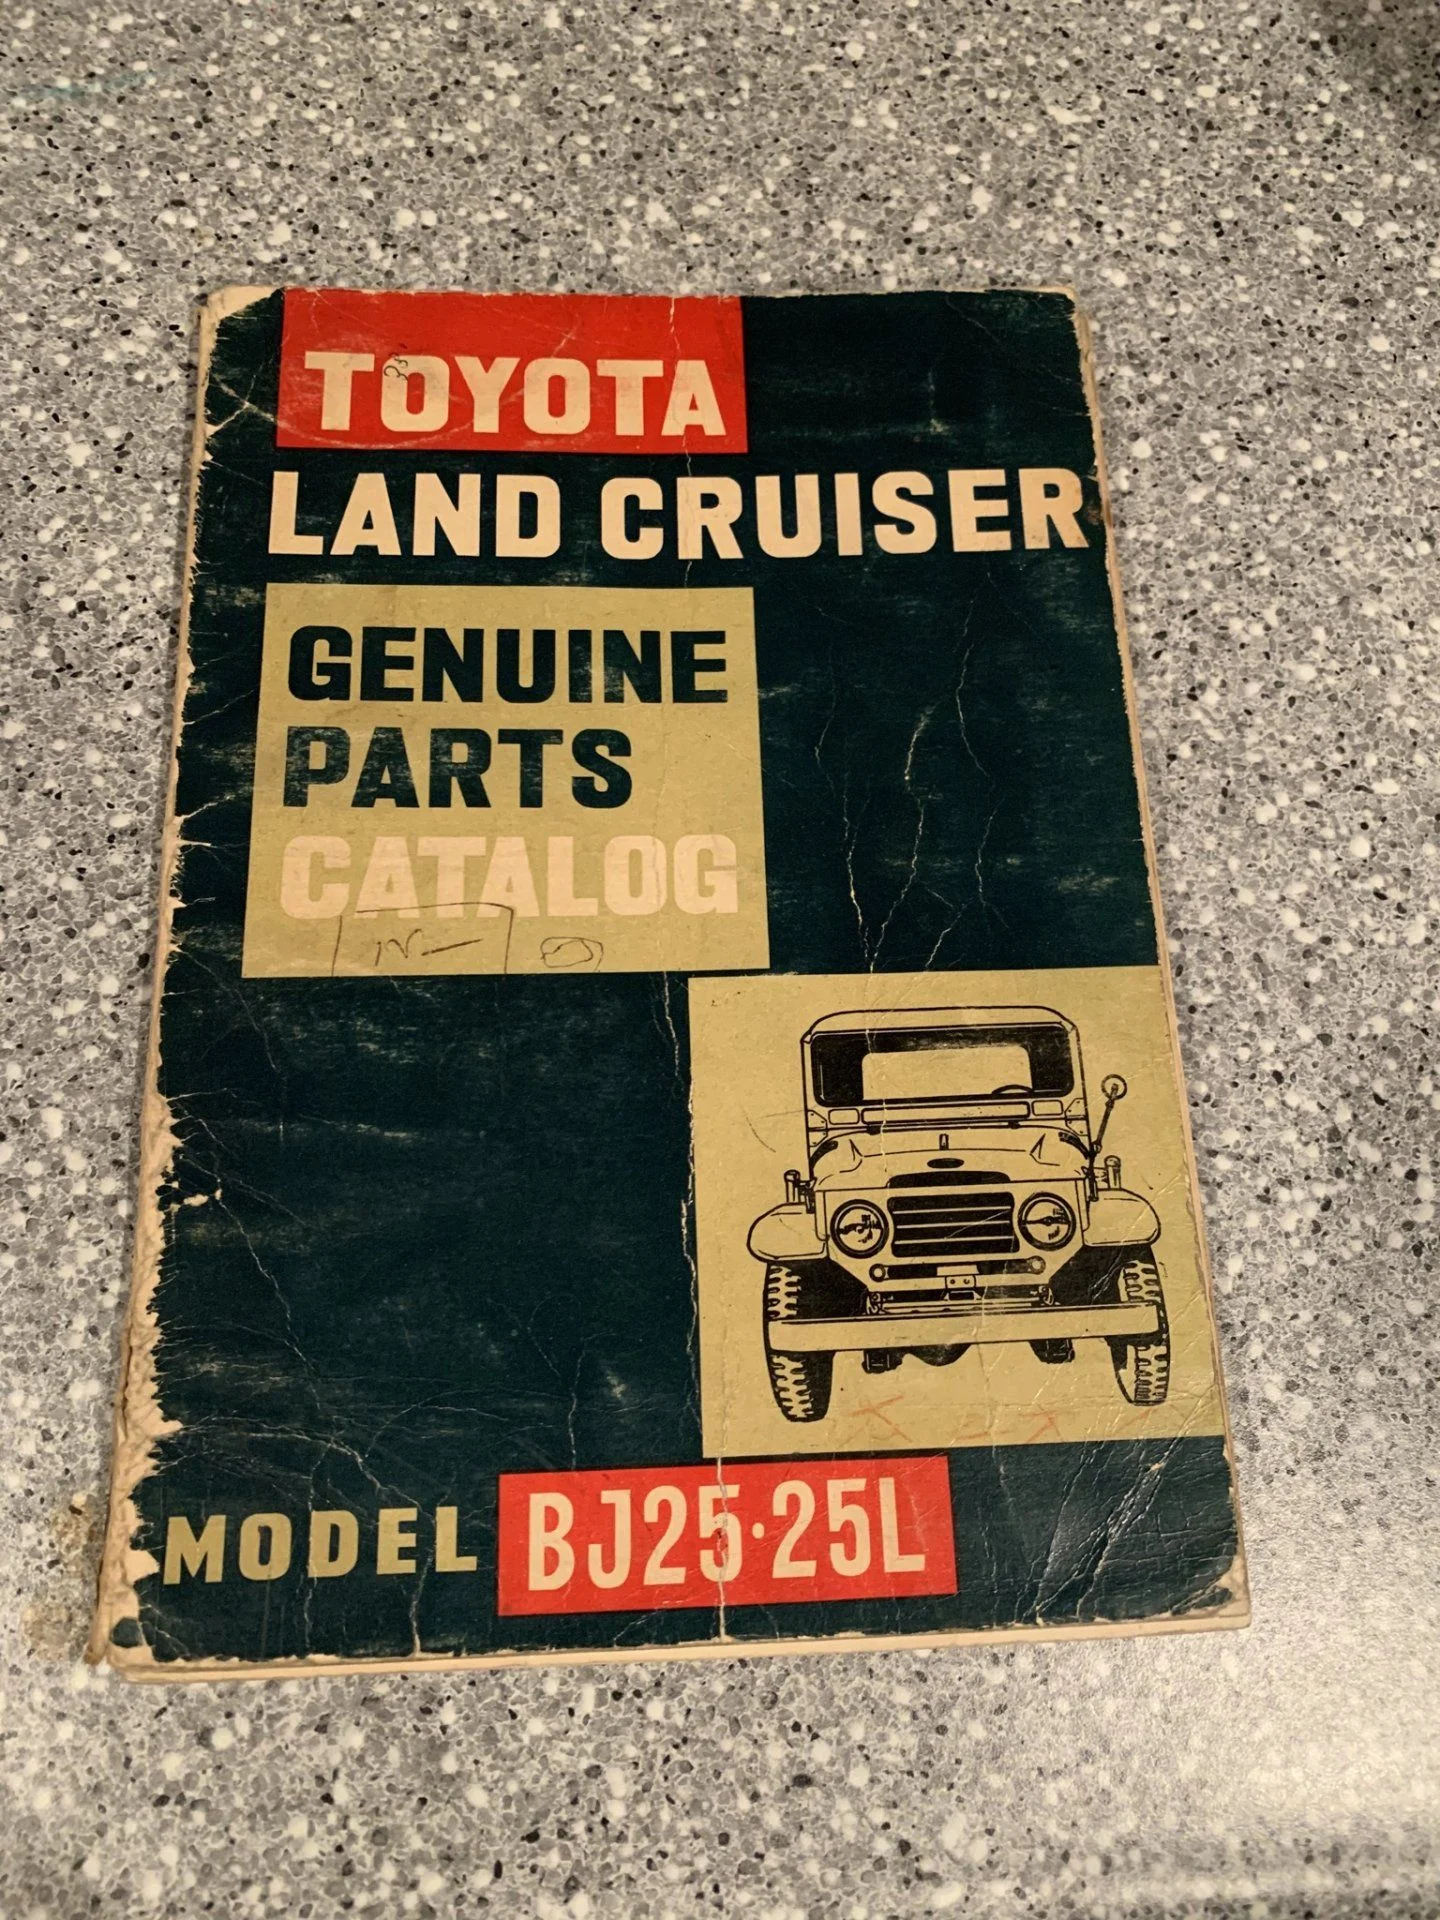 TOYOTA
LAND CRUISER
GENUINE
PARTS
CATALOG
MODEL BJ25·25L